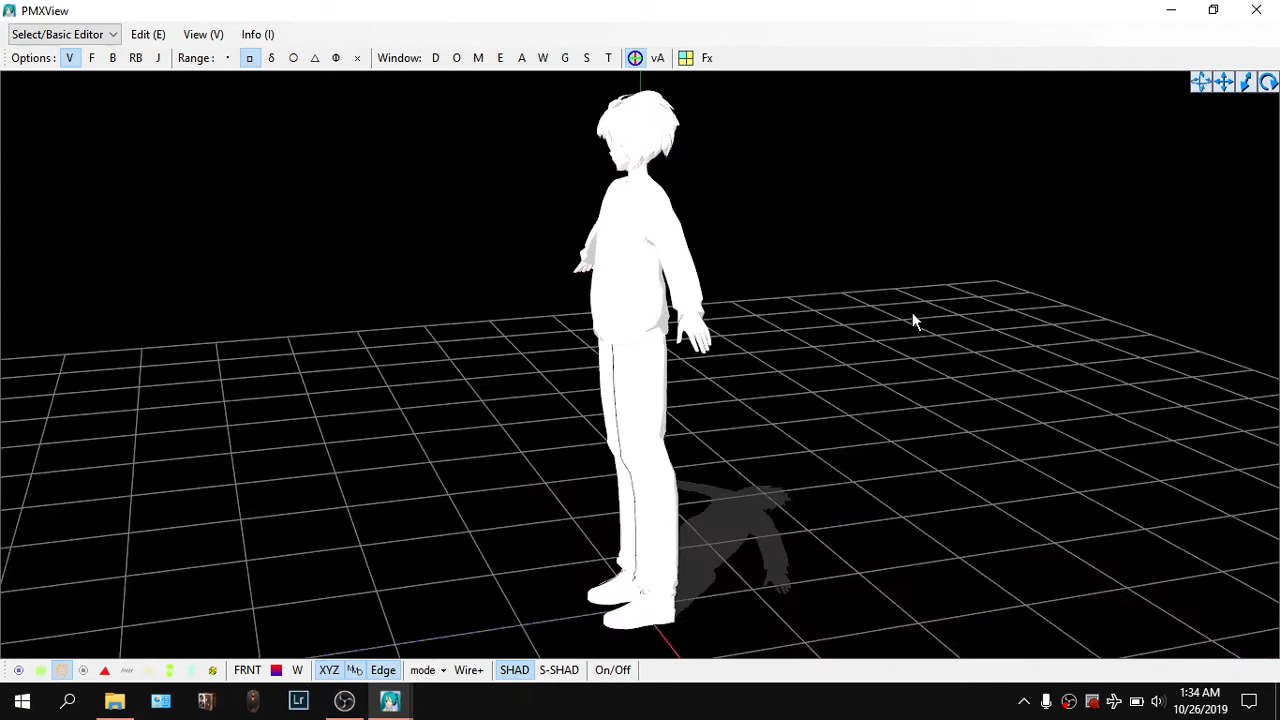 PMXView
Select/Basic Editor Edit (E) View (V) Info (I)
Options: V F B RB J Range: · □ δ ○ △ Φ × Window: D O M E A W G S T vA Fx
FRNT W XYZ Edge mode Wire+ SHAD S-SHAD On/Off
Lr
1:34 AM
10/26/2019